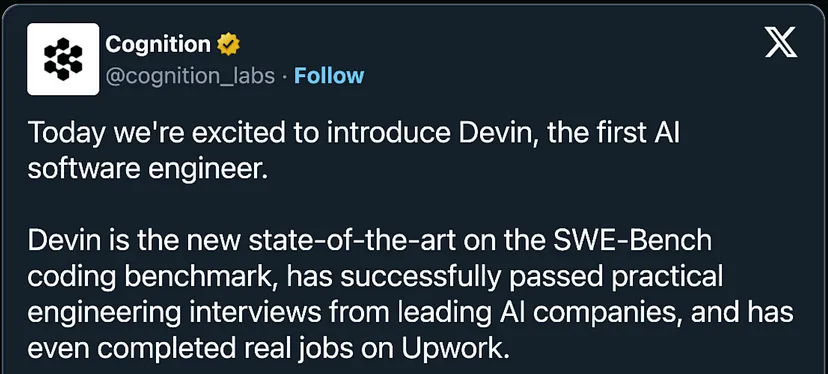 Cognition
@cognition_labs · Follow
Today we're excited to introduce Devin, the first AI
software engineer.
Devin is the new state-of-the-art on the SWE-Bench
coding benchmark, has successfully passed practical
engineering interviews from leading AI companies, and has
even completed real jobs on Upwork.